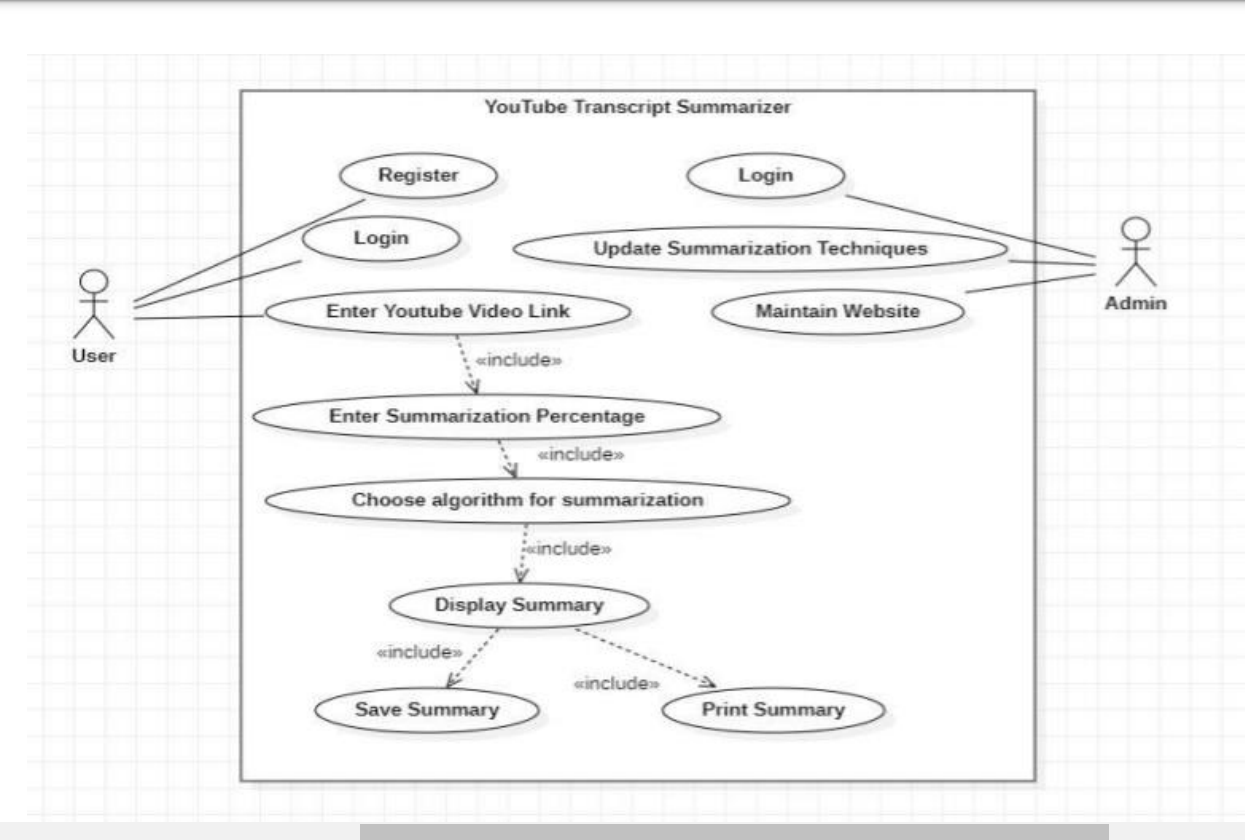 YouTube Transcript Summarizer
Register
Login
Login
Update Summarization Techniques
Enter Youtube Video Link
Maintain Website
User
Admin
«include»
Enter Summarization Percentage
«include»
Choose algorithm for summarization
«include»
Display Summary
«include»
«include»
Save Summary
Print Summary